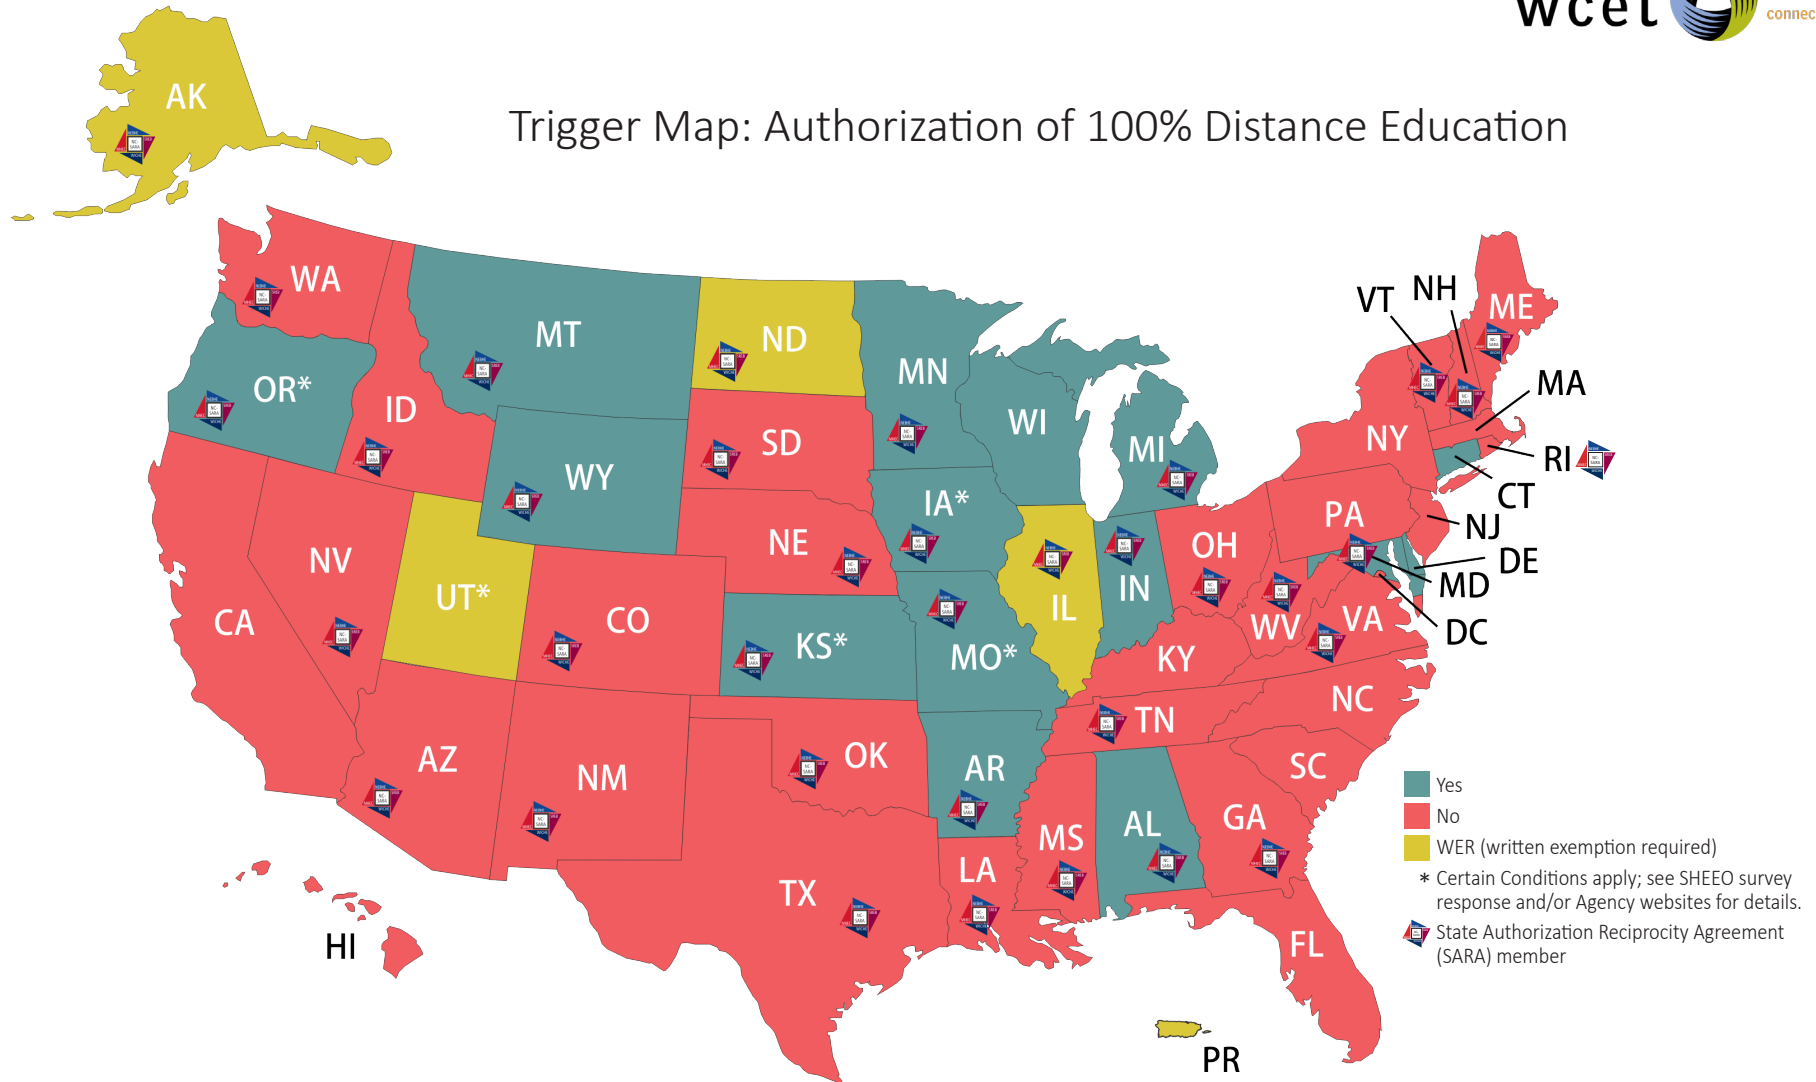 wcet
connec
AK
Trigger Map: Authorization of 100% Distance Education
WA
MT
ND
MN
VT
NH
ME
OR*
ID
WY
SD
WI
MI
NY
MA
RI
CT
IA*
NE
PA
NJ
OH
DE
MD
NV
UT*
CO
KS*
MO*
IL
IN
WV
VA
DC
CA
KY
NC
TN
AZ
NM
OK
AR
SC
MS
AL
GA
TX
LA
FL
HI
PR
Yes
No
WER (written exemption required)
* Certain Conditions apply; see SHEEO survey
response and/or Agency websites for details.
State Authorization Reciprocity Agreement
(SARA) member